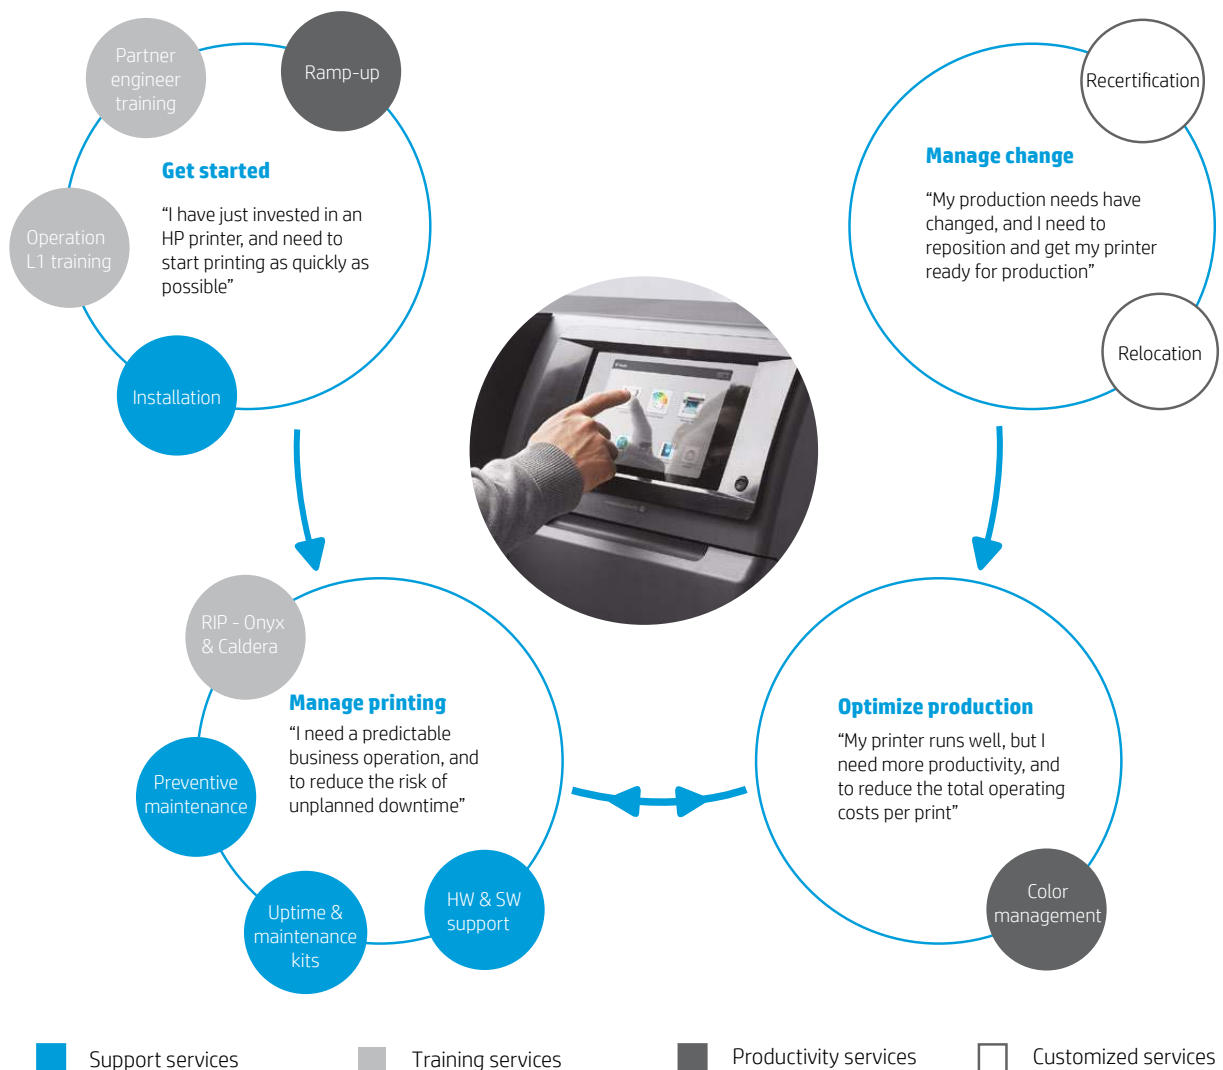 Partner
engineer
training
Ramp-up
Operation
L1 training
Installation
Get started
“I have just invested in an
HP printer, and need to
start printing as quickly as
possible”
Recertification
Manage change
“My production needs have
changed, and I need to
reposition and get my printer
ready for production”
Relocation
RIP - Onyx
& Caldera
Manage printing
“I need a predictable
business operation, and
to reduce the risk of
unplanned downtime”
Preventive
maintenance
Uptime &
maintenance
kits
HW & SW
support
Optimize production
“My printer runs well, but I
need more productivity, and
to reduce the total operating
costs per print”
Color
management
Support services
Training services
Productivity services
Customized services